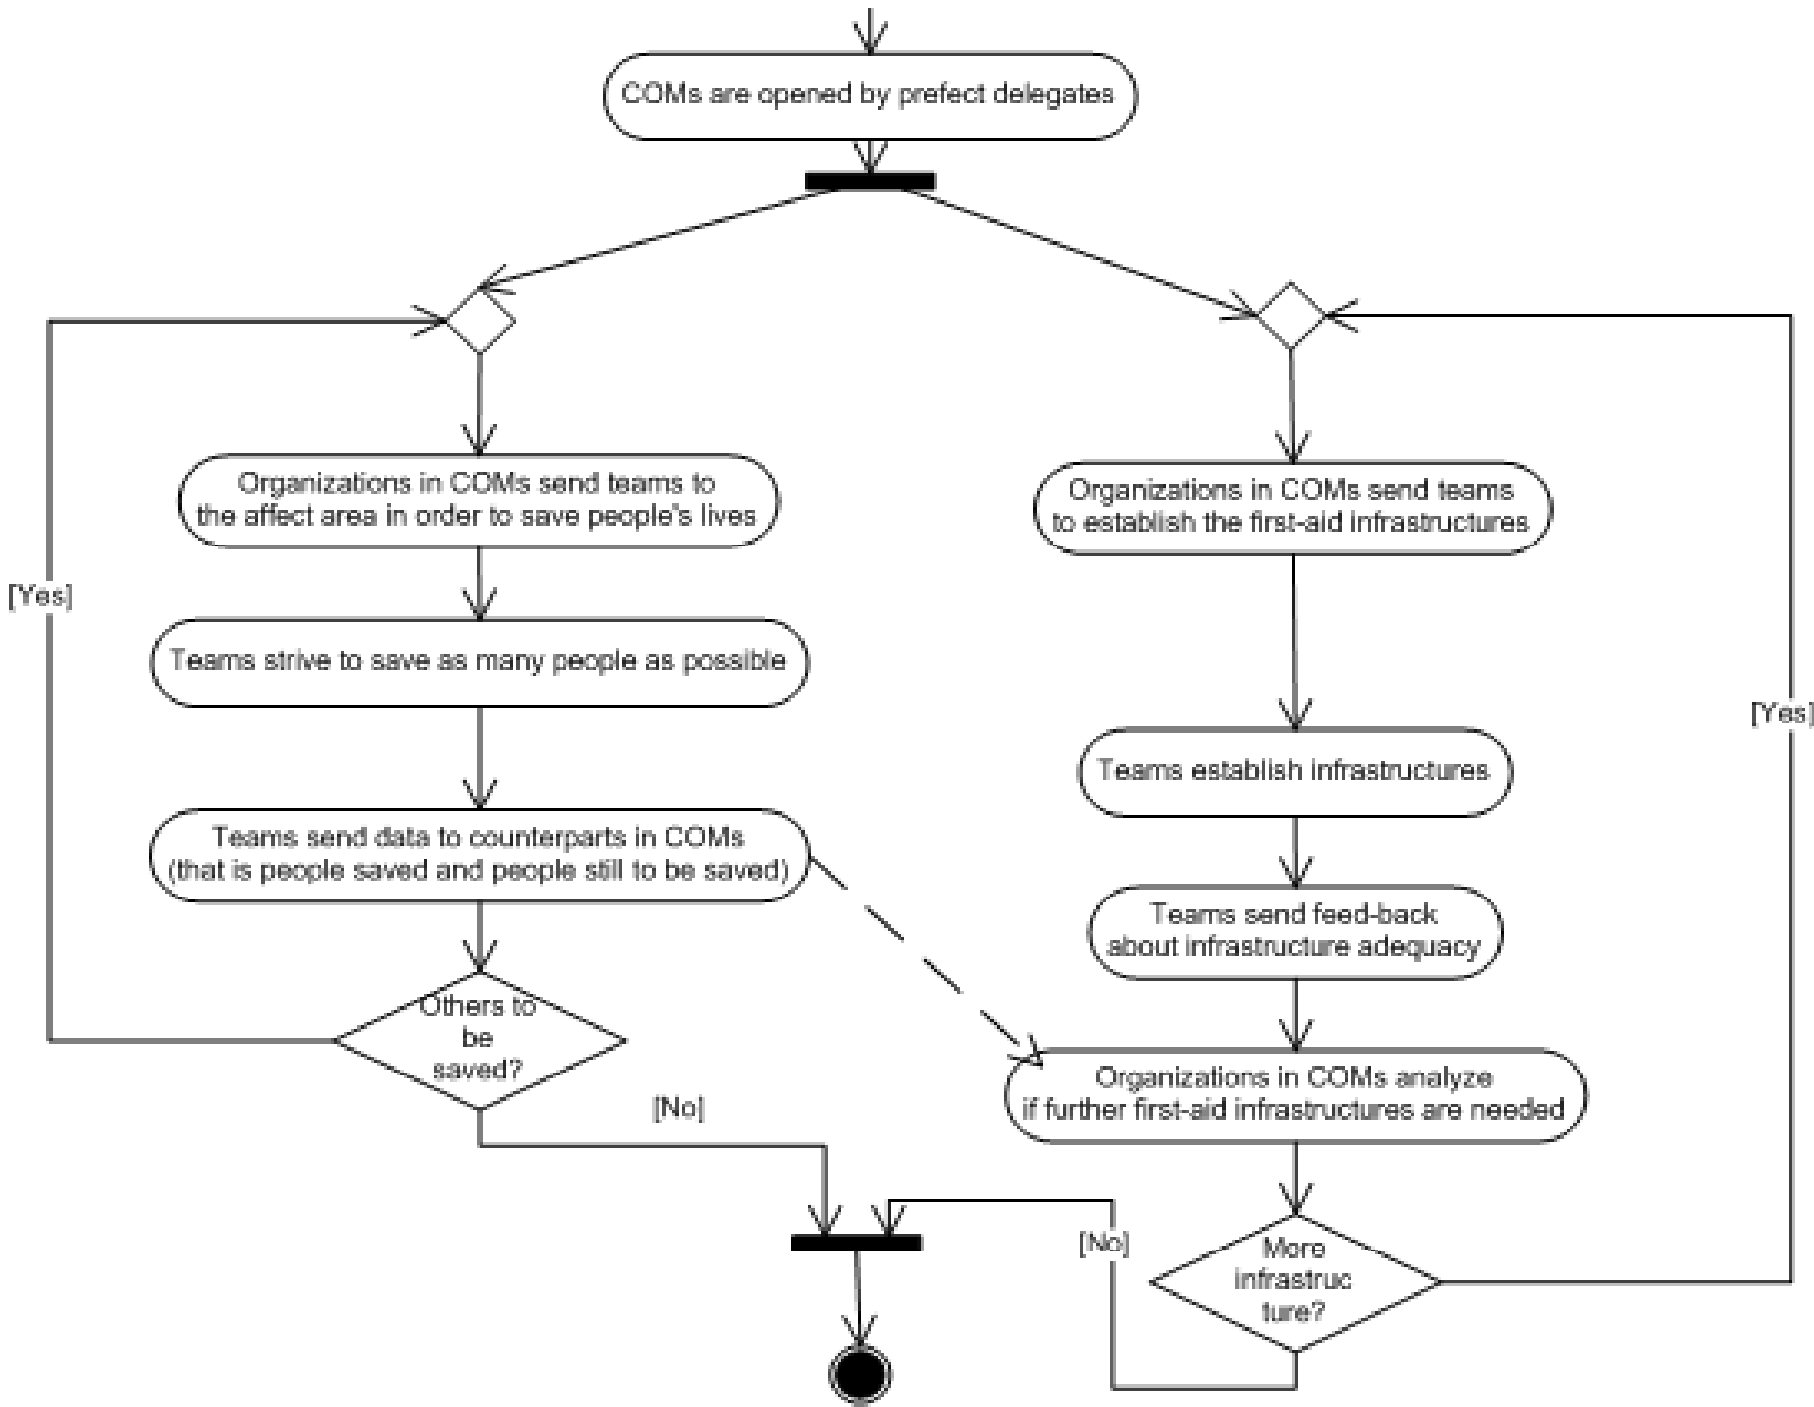 COMs are opened by prefect delegates
Organizations in COMs send teams to
the affect area in order to save people's lives
Organizations in COMs send teams
to establish the first-aid infrastructures
[Yes]
Teams strive to save as many people as possible
[Yes]
Teams establish infrastructures
Teams send data to counterparts in COMs
(that is people saved and people still to be saved)
Teams send feed-back
about infrastructure adequacy
Others to
be
saved?
Organizations in COMs analyze
if further first-aid infrastructures are needed
[No]
[No]
More
infrastruc
ture?